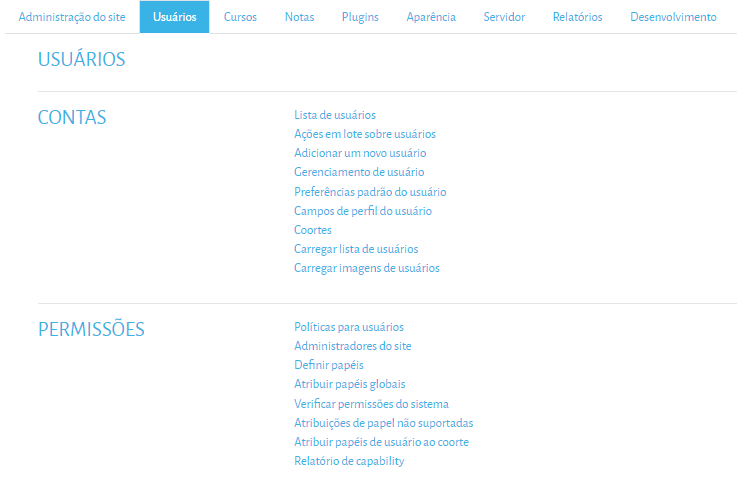 Administração do site Usuários Cursos Notas Plugins Aparência Servidor Relatórios Desenvolvimento
USUÁRIOS
CONTAS
Lista de usuários
Ações em lote sobre usuários
Adicionar um novo usuário
Gerenciamento de usuário
Preferências padrão do usuário
Campos de perfil do usuário
Coortes
Carregar lista de usuários
Carregar imagens de usuários
PERMISSÕES
Políticas para usuários
Administradores do site
Definir papéis
Atribuir papéis globais
Verificar permissões do sistema
Atribuições de papel não suportadas
Atribuir papéis de usuário ao coorte
Relatório de capability